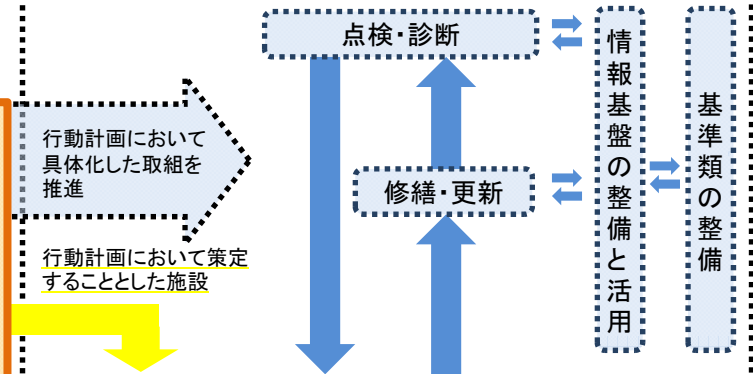 点検・診断
行動計画において
具体化した取組を
推進
修繕・更新
行動計画において策定
することとした施設
情報基盤の整備と活用
基準類の整備